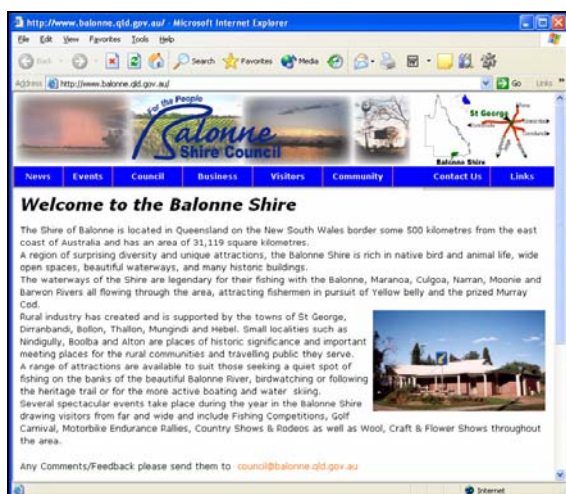 http://www.balonne.qld.gov.au/ - Microsoft Internet Explorer
File Edit View Favorites Tools Help
Back Search Favorites Media
Address http://www.balonne.qld.gov.au/ Go Links
For the People
Balonne
Shire Council
St George
Balonne Shire
News Events Council Business Visitors Community Contact Us Links
Welcome to the Balonne Shire
The Shire of Balonne is located in Queensland on the New South Wales border some 500 kilometres from the east
coast of Australia and has an area of 31,119 square kilometres.
A region of surprising diversity and unique attractions, the Balonne Shire is rich in native bird and animal life, wide
open spaces, beautiful waterways, and many historic buildings.
The waterways of the Shire are legendary for their fishing with the Balonne, Maranoa, Culgoa, Narran, Moonie and
Barwon Rivers all flowing through the area, attracting fishermen in pursuit of Yellow belly and the prized Murray
Cod.
Rural industry has created and is supported by the towns of St George,
Dirranbandi, Bollon, Thallon, Mungindi and Hebel. Small localities such as
Nindigully, Boolba and Alton are places of historic significance and important
meeting places for the rural communities and travelling public they serve.
A range of attractions are available to suit those seeking a quiet spot of
fishing on the banks of the beautiful Balonne River, birdwatching or following
the heritage trail or for the more active boating and water skiing.
Several spectacular events take place during the year in the Balonne Shire
drawing visitors from far and wide and include Fishing Competitions, Golf
Carnival, Motorbike Endurance Rallies, Country Shows & Rodeos as well as Wool, Craft & Flower Shows throughout
the area.
Any Comments/Feedback please send them to council@balonne.qld.gov.au
Internet